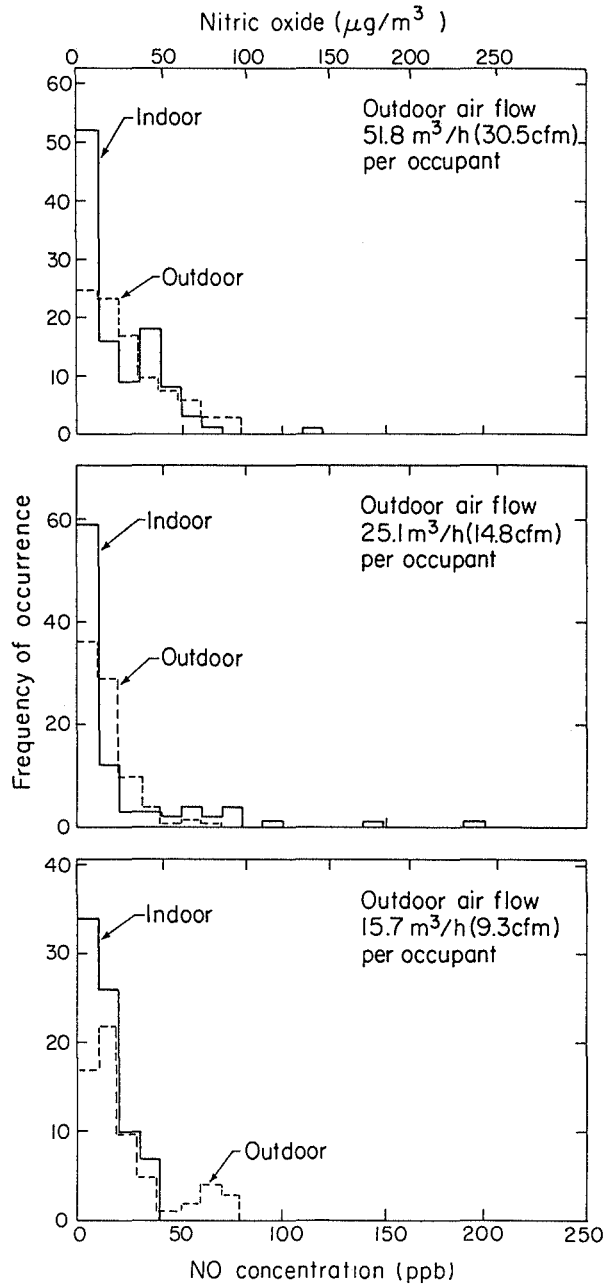 Nitric oxide (μg/m³)
0 50 100 150 200 250
60
50
40
30
20
10
0
Indoor
Outdoor
Outdoor air flow
51.8 m³/h (30.5cfm)
per occupant
Frequency of occurrence
60
40
20
0
Indoor
Outdoor
Outdoor air flow
25.1 m³/h (14.8cfm)
per occupant
40
30
20
10
0
Indoor
Outdoor
Outdoor air flow
15.7 m³/h (9.3cfm)
per occupant
50 100 150 200 250
NO concentration (ppb)